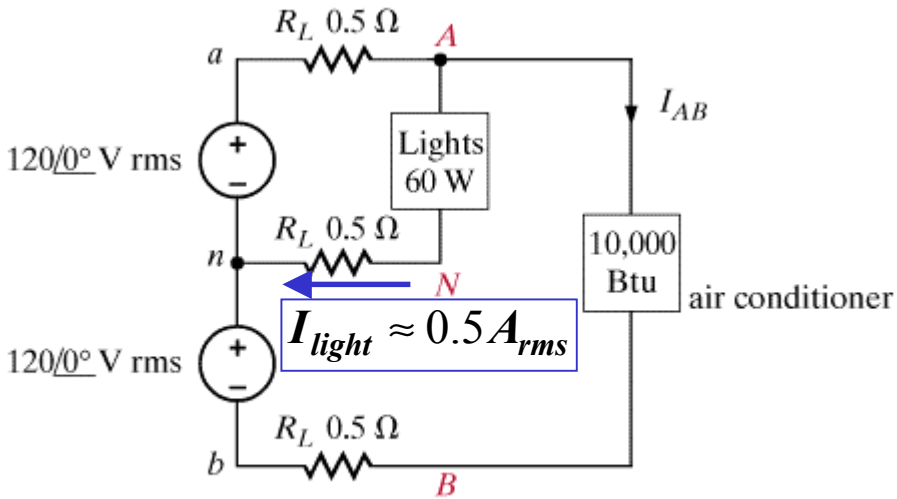 R_L 0.5 Ω
a
A
I_AB
Lights
60 W
120/0° V rms
+
−
R_L 0.5 Ω
n
N
10,000
Btu
air conditioner
I_light ≈ 0.5 A_rms
120/0° V rms
+
−
R_L 0.5 Ω
b
B